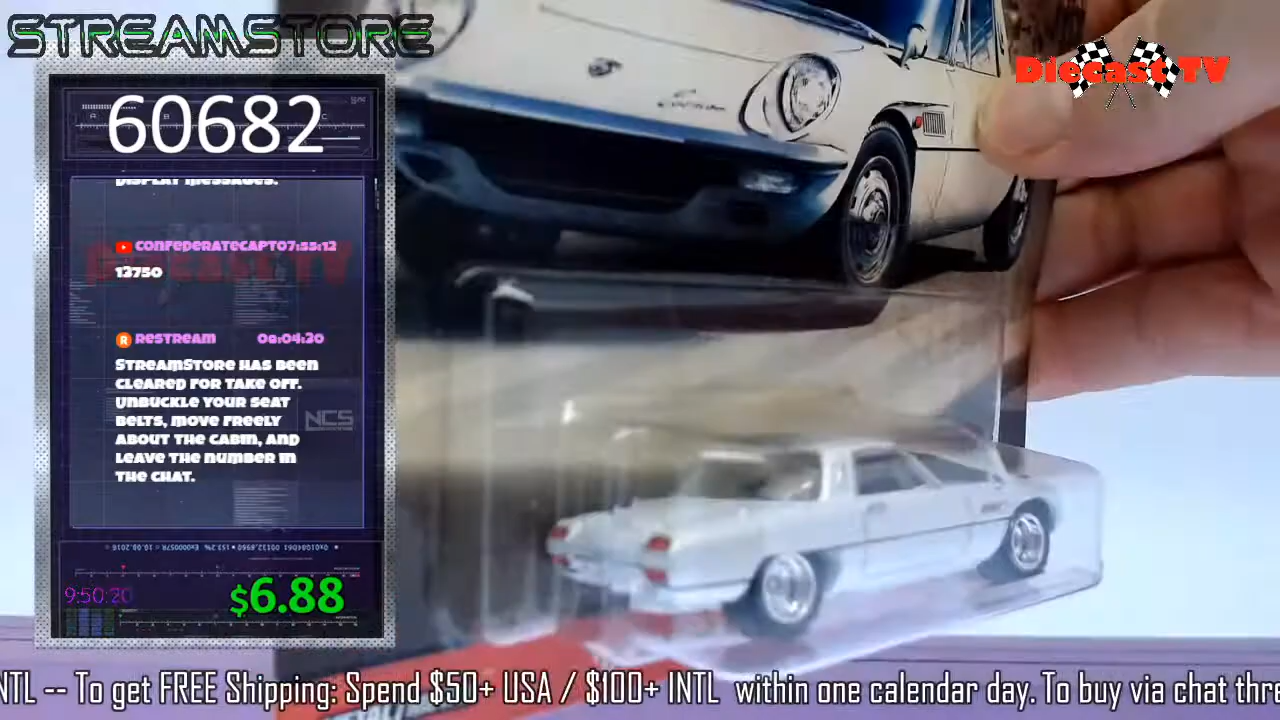 STREAMSTORE
Diecast TV
60682
DISPLAY MESSAGES.
CONFEDERATECAPT07:55:12
13750
RESTREAM 08:04:20
STREAMSTORE HAS BEEN
CLEARED FOR TAKE OFF.
UNBUCKLE YOUR SEAT
BELTS, MOVE FREELY
ABOUT THE CABIN, AND
LEAVE THE NUMBER IN
THE CHAT.
NCS
9:50:20
$6.88
NTL -- To get FREE Shipping: Spend $50+ USA / $100+ INTL within one calendar day. To buy via chat thre